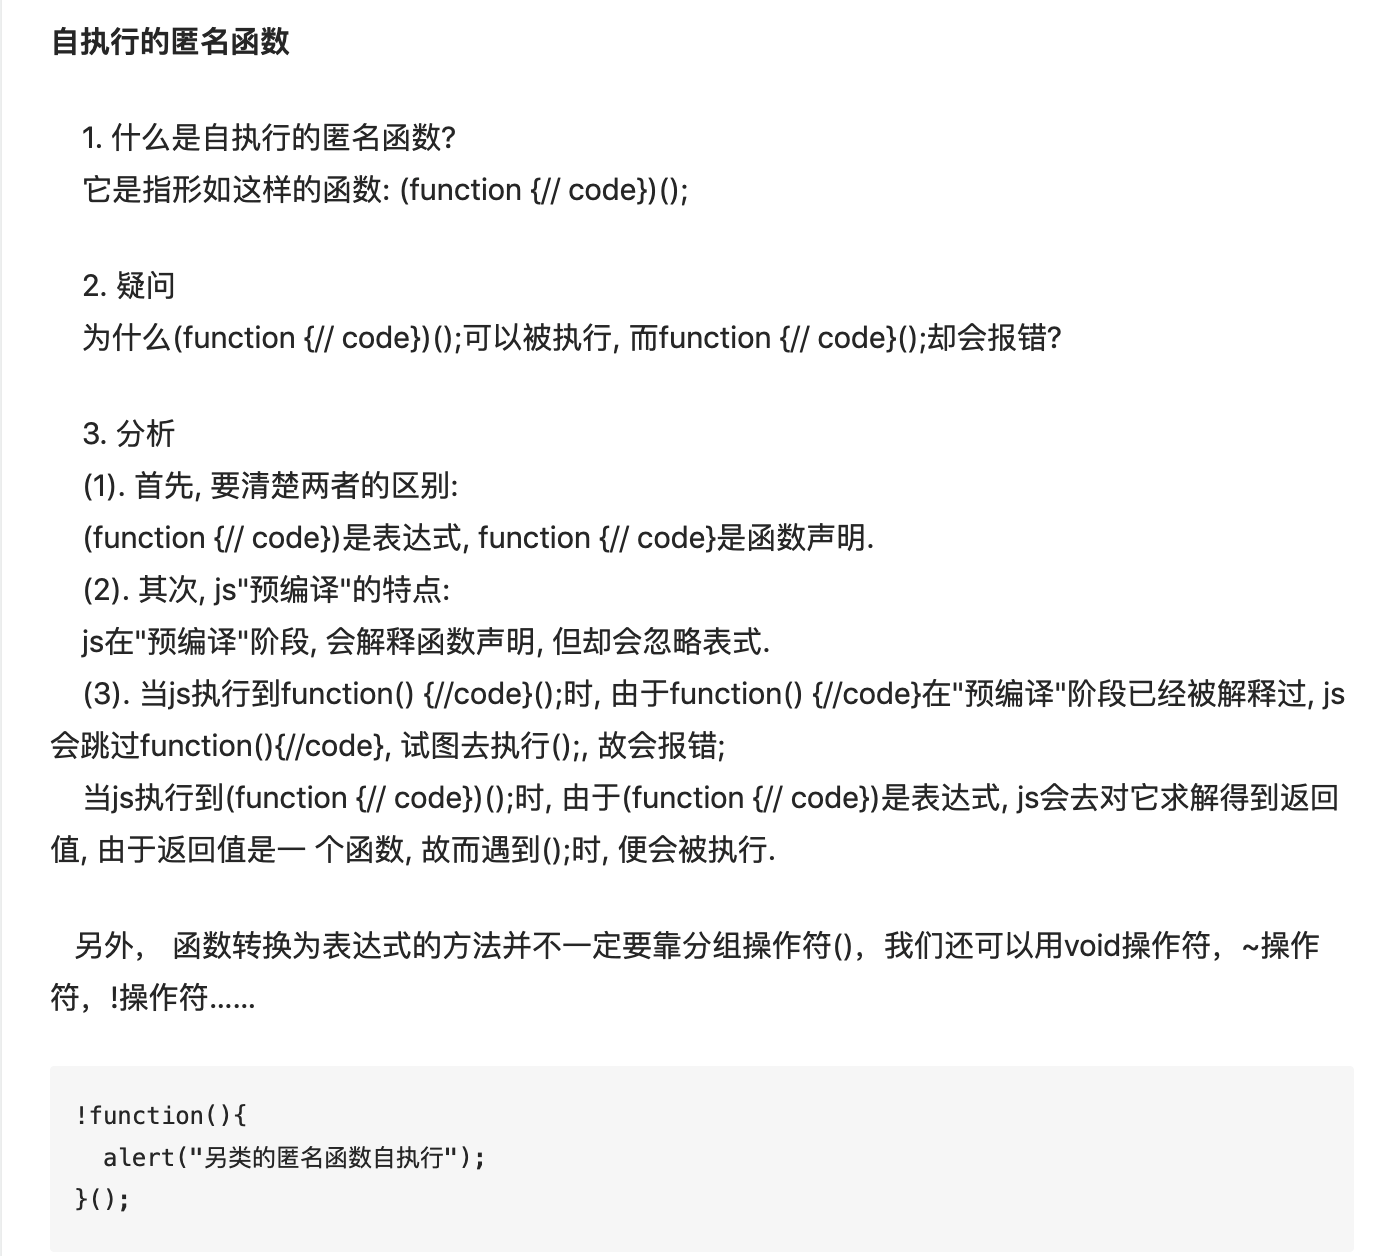 自执行的匿名函数
1. 什么是自执行的匿名函数?
它是指形如这样的函数: (function {// code})();
2. 疑问
为什么(function {// code})();可以被执行, 而function {// code}();却会报错?
3. 分析
(1). 首先, 要清楚两者的区别:
(function {// code})是表达式, function {// code}是函数声明.
(2). 其次, js"预编译"的特点:
js在"预编译"阶段, 会解释函数声明, 但却会忽略表式.
(3). 当js执行到function() {//code}();时, 由于function() {//code}在"预编译"阶段已经被解释过, js
会跳过function(){//code}, 试图去执行();, 故会报错;
当js执行到(function {// code})();时, 由于(function {// code})是表达式, js会去对它求解得到返回
值, 由于返回值是一 个函数, 故而遇到();时, 便会被执行.
另外， 函数转换为表达式的方法并不一定要靠分组操作符()，我们还可以用void操作符，~操作
符，!操作符……
!function(){
  alert("另类的匿名函数自执行");
}();